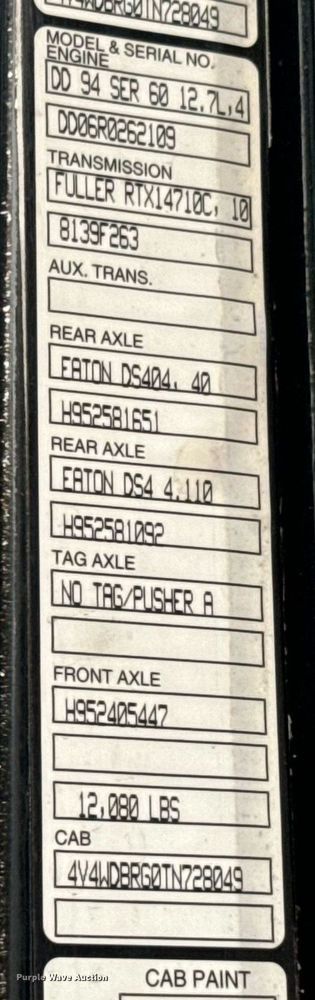 4V4WDBRG0TN728049
MODEL & SERIAL NO.
ENGINE
DD 94 SER 60 12.7L,4
DD06R0262109
TRANSMISSION
FULLER RTX14710C, 10
8139F263
AUX. TRANS.
REAR AXLE
EATON DS404, 40
H952581651
REAR AXLE
EATON DS4 4.110
H952581092
TAG AXLE
NO TAG/PUSHER A
FRONT AXLE
H952405447
12,080 LBS
CAB
4V4WDBRG0TN728049
CAB PAINT
Purple Wave Auction